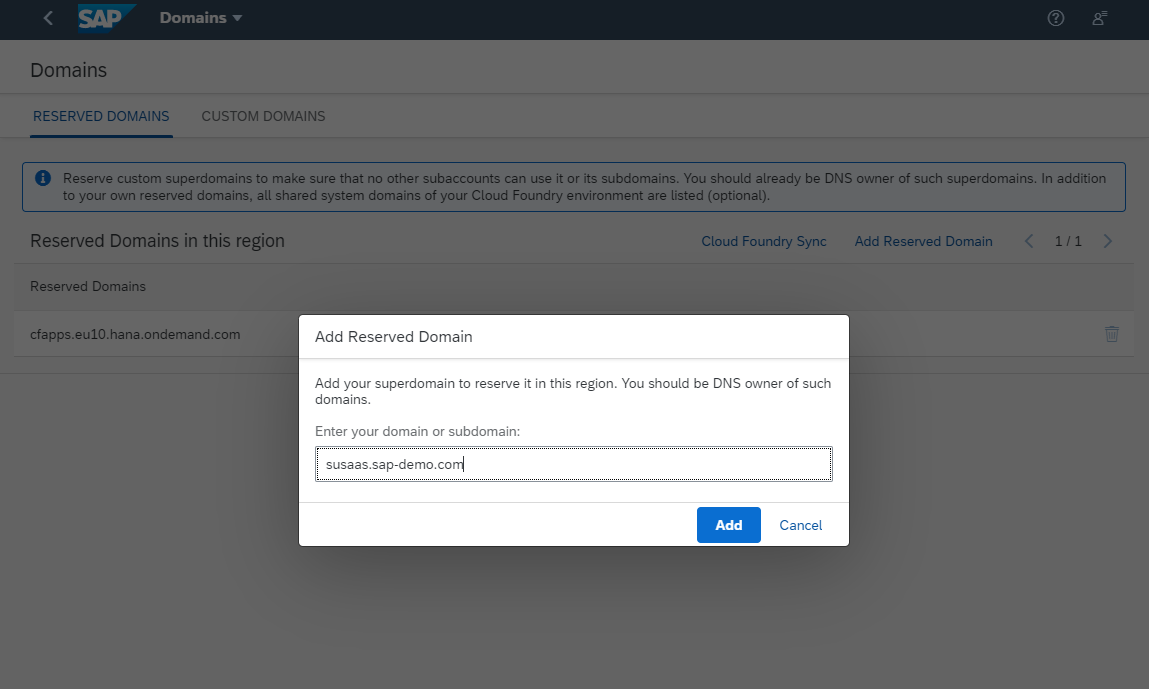 SAP Domains
Domains
RESERVED DOMAINS CUSTOM DOMAINS
Reserve custom superdomains to make sure that no other subaccounts can use it or its subdomains. You should already be DNS owner of such superdomains. In addition
to your own reserved domains, all shared system domains of your Cloud Foundry environment are listed (optional).
Reserved Domains in this region Cloud Foundry Sync Add Reserved Domain 1 / 1
Reserved Domains
cfapps.eu10.hana.ondemand.com
Add Reserved Domain
Add your superdomain to reserve it in this region. You should be DNS owner of such
domains.
Enter your domain or subdomain:
susaas.sap-demo.com
Add Cancel